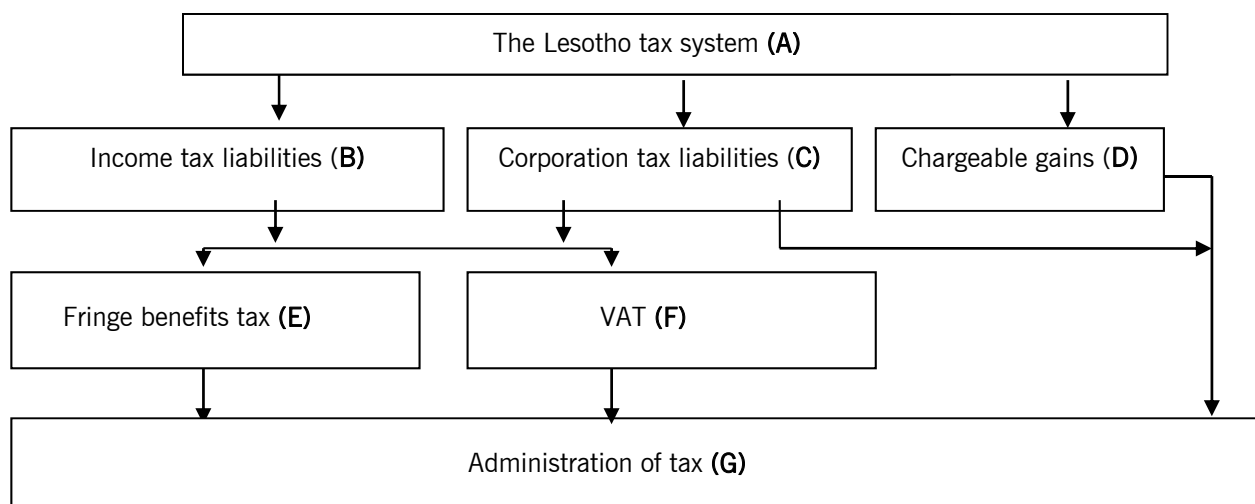 The Lesotho tax system (A)
Income tax liabilities (B)
Corporation tax liabilities (C)
Chargeable gains (D)
Fringe benefits tax (E)
VAT (F)
Administration of tax (G)